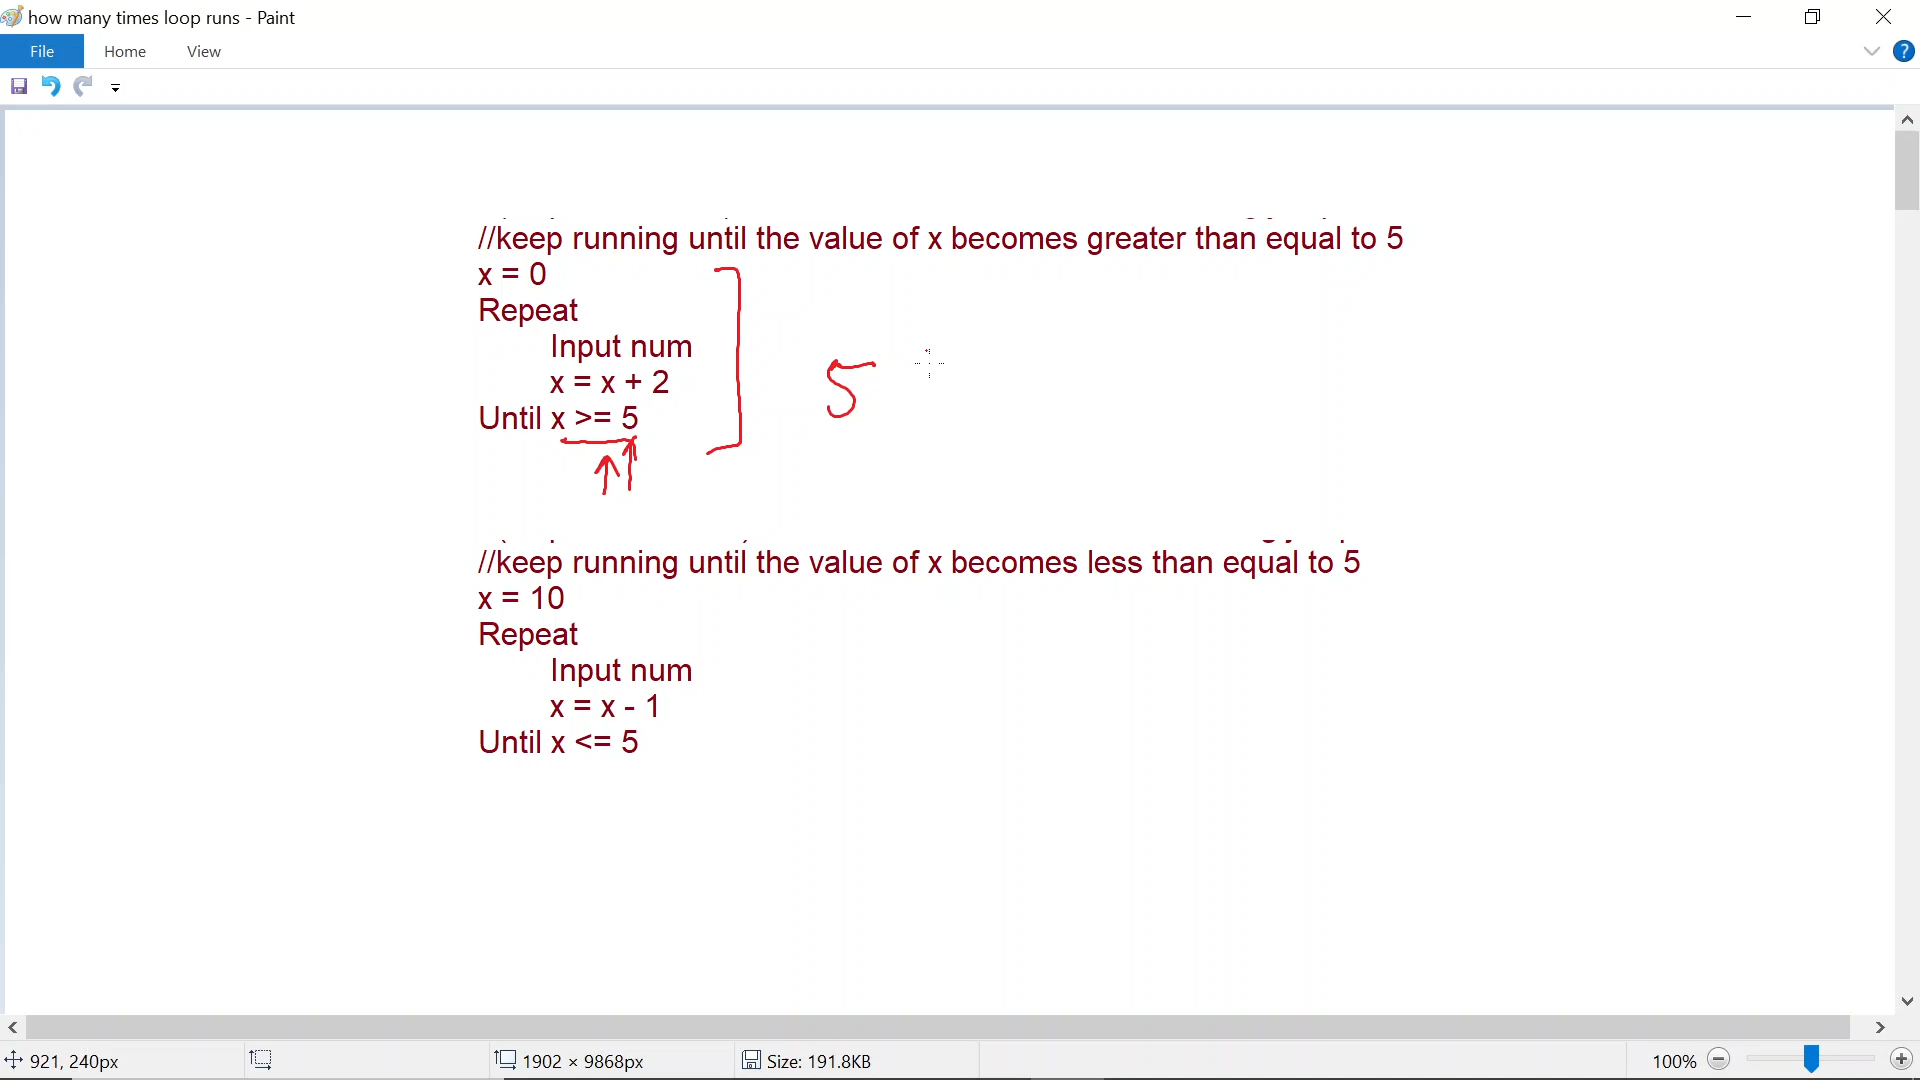 how many times loop runs - Paint
File Home View
//keep running until the value of x becomes greater than equal to 5
x = 0
Repeat
Input num
x = x + 2
Until x >= 5
5
//keep running until the value of x becomes less than equal to 5
x = 10
Repeat
Input num
x = x - 1
Until x <= 5
921, 240px 1902 × 9868px Size: 191.8KB 100%